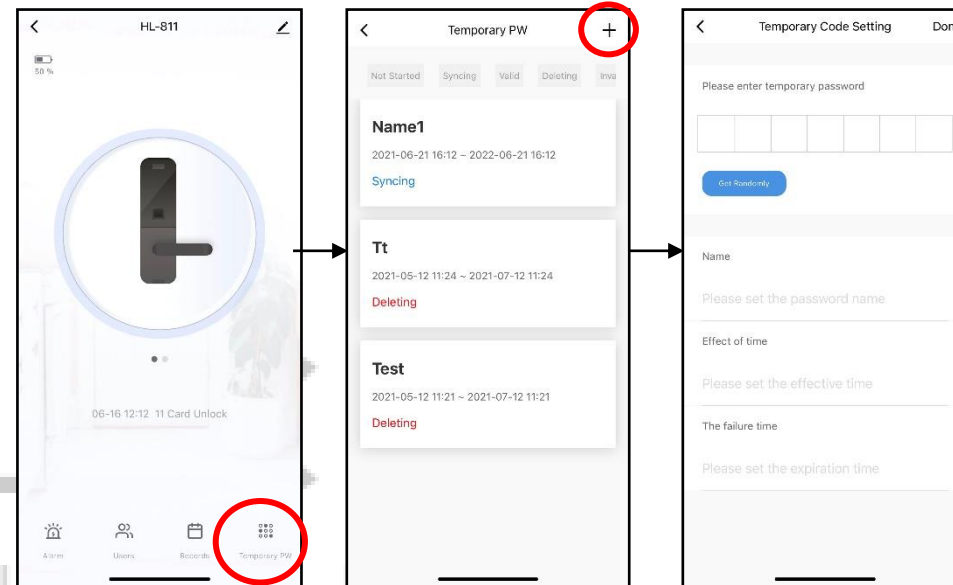 HL-811
50 %
06-16 12:12 11 Card Unlock
Alarm
Users
Records
Temporary PW
Temporary PW
Not Started
Syncing
Valid
Deleting
Inva
Name1
2021-06-21 16:12 ~ 2022-06-21 16:12
Syncing
Tt
2021-05-12 11:24 ~ 2021-07-12 11:24
Deleting
Test
2021-05-12 11:21 ~ 2021-07-12 11:21
Deleting
Temporary Code Setting
Don
Please enter temporary password
Get Randomly
Name
Please set the password name
Effect of time
Please set the effective time
The failure time
Please set the expiration time